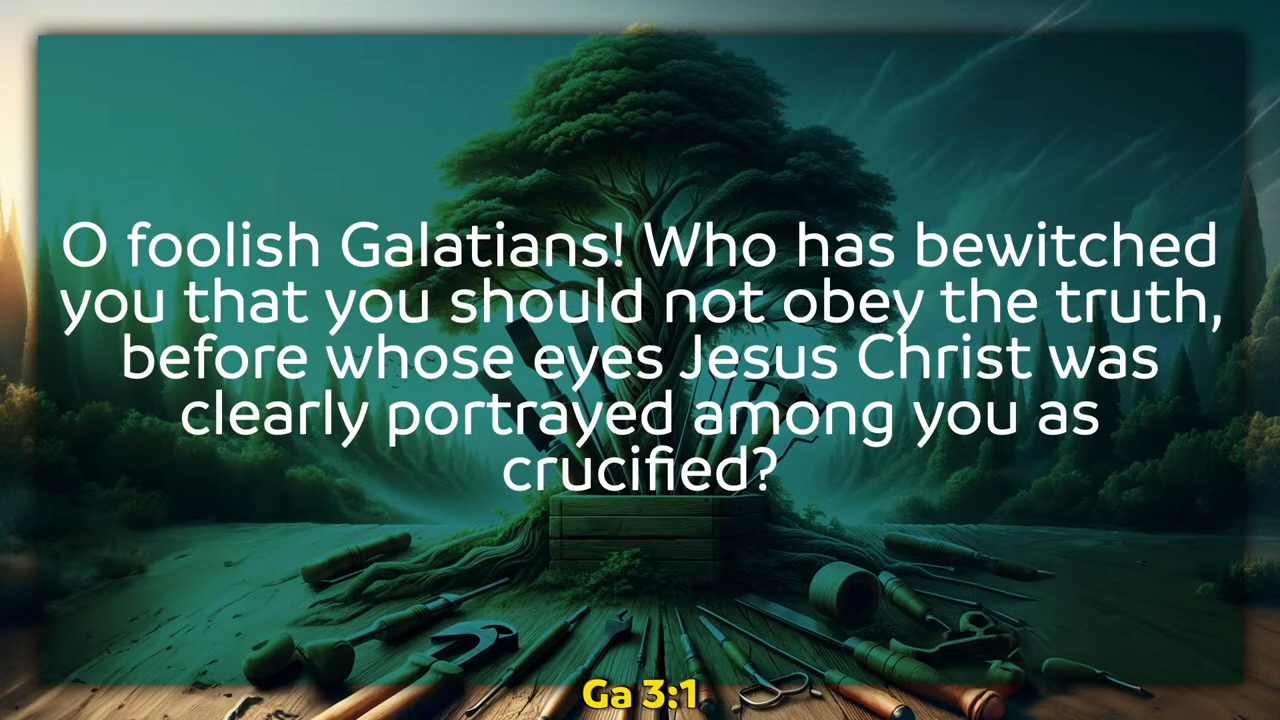 O foolish Galatians! Who has bewitched
you that you should not obey the truth,
before whose eyes Jesus Christ was
clearly portrayed among you as
crucified?
Ga 3:1